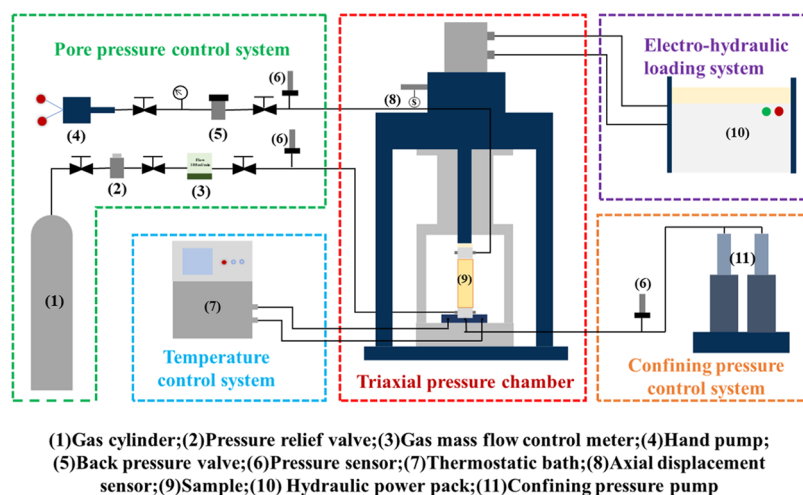 Pore pressure control system
(6)
(4)
(5)
(8)
S
(6)
(2)
(3)
(1)
(7)
Temperature
control system
(9)
Triaxial pressure chamber
Electro-hydraulic
loading system
(10)
(6)
(11)
Confining pressure
control system
(1)Gas cylinder;(2)Pressure relief valve;(3)Gas mass flow control meter;(4)Hand pump;
(5)Back pressure valve;(6)Pressure sensor;(7)Thermostatic bath;(8)Axial displacement
sensor;(9)Sample;(10) Hydraulic power pack;(11)Confining pressure pump